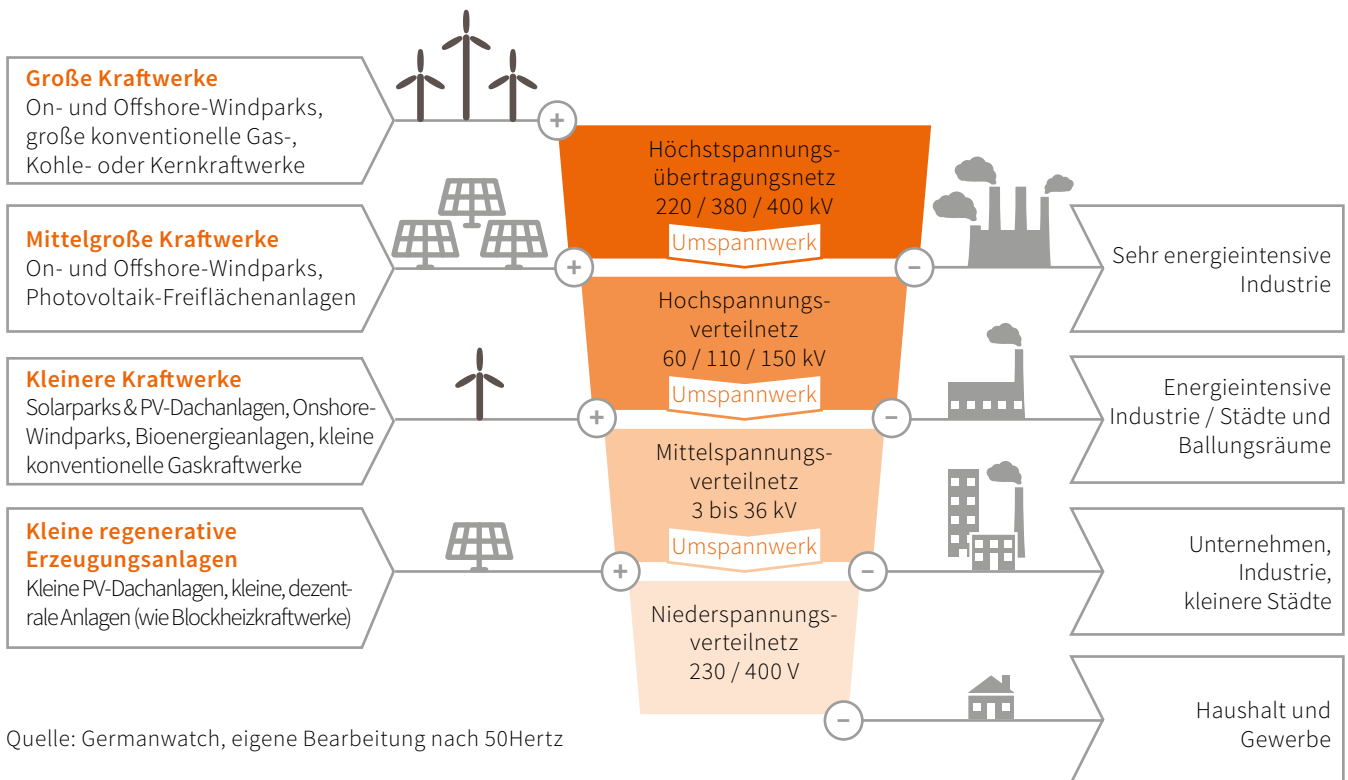 Große Kraftwerke
On- und Offshore-Windparks,
große konventionelle Gas-,
Kohle- oder Kernkraftwerke
Mittelgroße Kraftwerke
On- und Offshore-Windparks,
Photovoltaik-Freiflächenanlagen
Kleinere Kraftwerke
Solarparks & PV-Dachanlagen, Onshore-
Windparks, Bioenergieanlagen, kleine
konventionelle Gaskraftwerke
Kleine regenerative
Erzeugungsanlagen
Kleine PV-Dachanlagen, kleine, dezent-
rale Anlagen (wie Blockheizkraftwerke)
+
+
+
+
Höchstspannungs-
übertragungsnetz
220 / 380 / 400 kV
Umspannwerk
Hochspannungs-
verteilnetz
60 / 110 / 150 kV
Umspannwerk
Mittelspannungs-
verteilnetz
3 bis 36 kV
Umspannwerk
Niederspannungs-
verteilnetz
230 / 400 V
−
−
−
−
Sehr energieintensive
Industrie
Energieintensive
Industrie / Städte und
Ballungsräume
Unternehmen,
Industrie,
kleinere Städte
Haushalt und
Gewerbe
Quelle: Germanwatch, eigene Bearbeitung nach 50Hertz